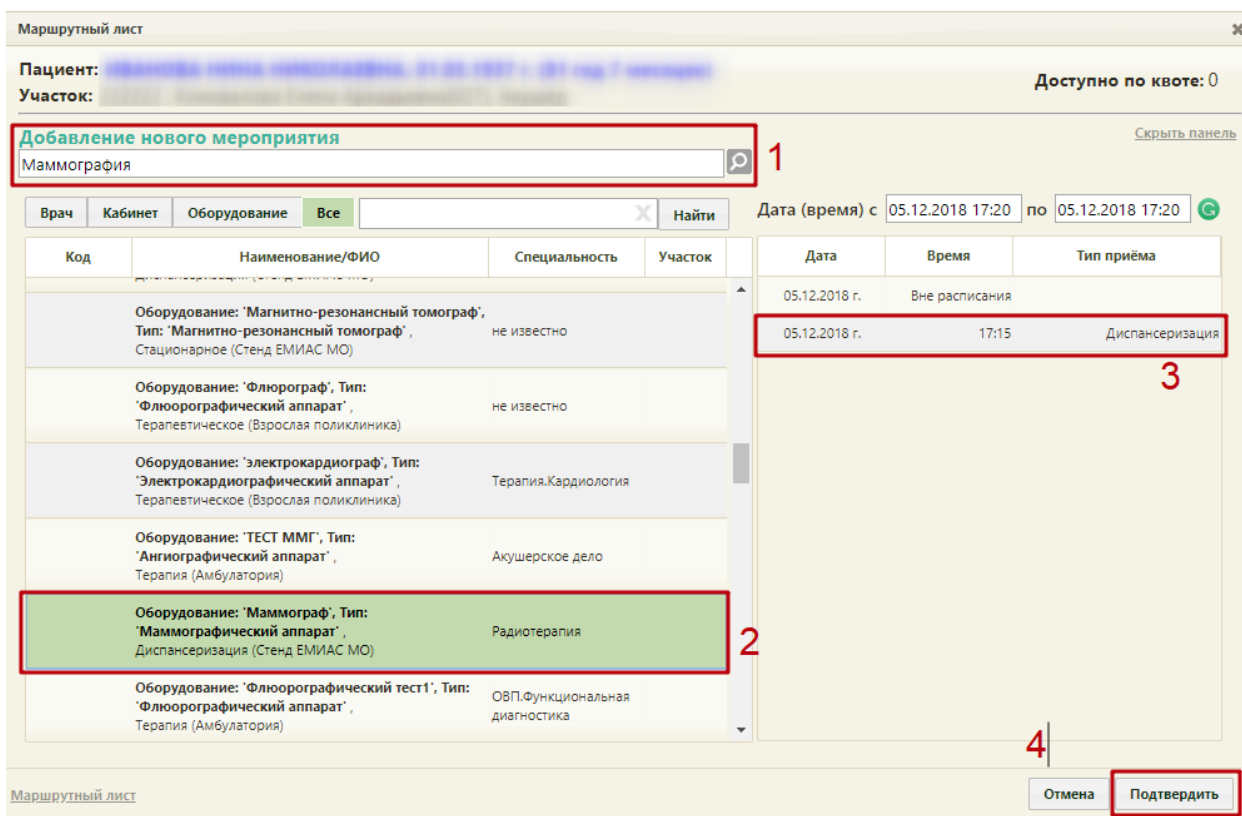 Маршрутный лист
Пациент:
Участок:
Доступно по квоте: 0
Добавление нового мероприятия
Скрыть панель
Маммография
1
Врач Кабинет Оборудование Все Найти
Дата (время) с 05.12.2018 17:20 по 05.12.2018 17:20
Код Наименование/ФИО Специальность Участок
Дата Время Тип приёма
Оборудование: 'Магнитно-резонансный томограф',
Тип: 'Магнитно-резонансный томограф' ,
Стационарное (Стенд ЕМИАС МО)
не известно
Оборудование: 'Флюрограф', Тип:
'Флюорографический аппарат' ,
Терапевтическое (Взрослая поликлиника)
не известно
Оборудование: 'электрокардиограф', Тип:
'Электрокардиографический аппарат' ,
Терапевтическое (Взрослая поликлиника)
Терапия.Кардиология
Оборудование: 'ТЕСТ ММГ', Тип:
'Ангиографический аппарат' ,
Терапия (Амбулатория)
Акушерское дело
Оборудование: 'Маммограф', Тип:
'Маммографический аппарат' ,
Диспансеризация (Стенд ЕМИАС МО)
Радиотерапия
2
Оборудование: 'Флюорографический тест1', Тип:
'Флюорографический аппарат' ,
Терапия (Амбулатория)
ОВП.Функциональная
диагностика
05.12.2018 г. Вне расписания
05.12.2018 г. 17:15 Диспансеризация
3
4
Маршрутный лист
Отмена Подтвердить